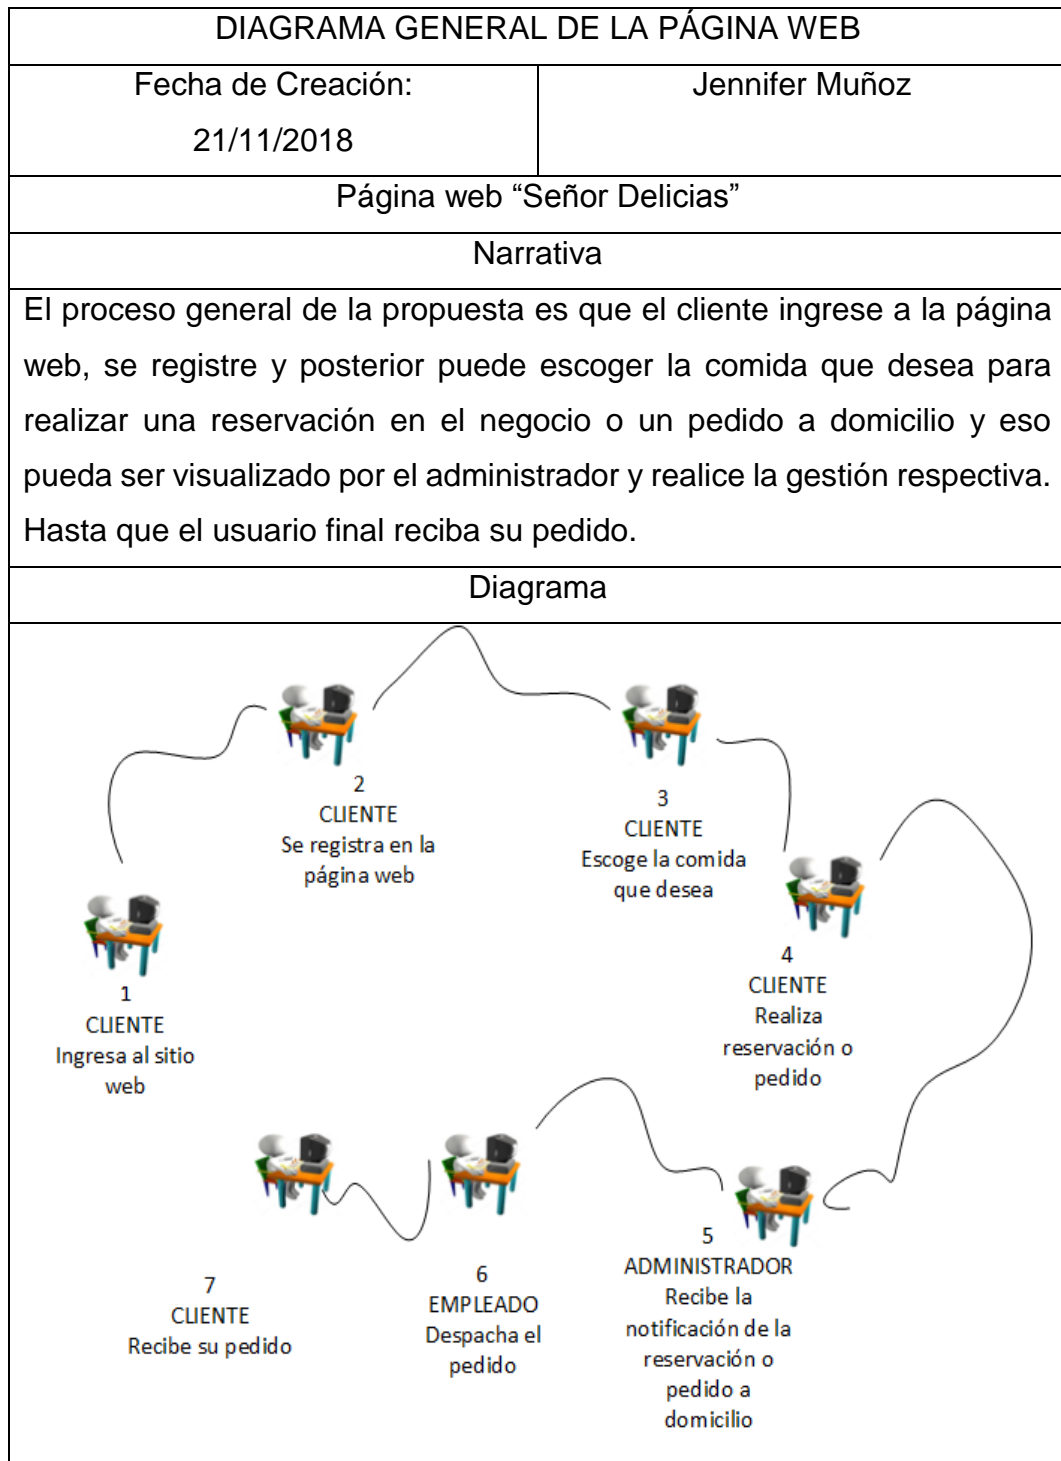 DIAGRAMA GENERAL DE LA PÁGINA WEB
Fecha de Creación:
21/11/2018
Jennifer Muñoz
Página web “Señor Delicias”
Narrativa
El proceso general de la propuesta es que el cliente ingrese a la página
web, se registre y posterior puede escoger la comida que desea para
realizar una reservación en el negocio o un pedido a domicilio y eso
pueda ser visualizado por el administrador y realice la gestión respectiva.
Hasta que el usuario final reciba su pedido.
Diagrama
1
CLIENTE
Ingresa al sitio
web
2
CLIENTE
Se registra en la
página web
3
CLIENTE
Escoge la comida
que desea
4
CLIENTE
Realiza
reservación o
pedido
5
ADMINISTRADOR
Recibe la
notificación de la
reservación o
pedido a
domicilio
6
EMPLEADO
Despacha el
pedido
7
CLIENTE
Recibe su pedido